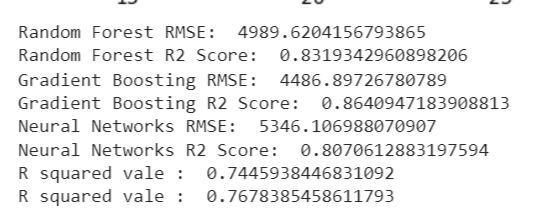 Random Forest RMSE:  4989.6204156793865
Random Forest R2 Score:  0.8319342960898206
Gradient Boosting RMSE:  4486.89726780789
Gradient Boosting R2 Score:  0.8640947183908813
Neural Networks RMSE:  5346.106988070907
Neural Networks R2 Score:  0.8070612883197594
R squared vale :  0.7445938446831092
R squared vale :  0.7678385458611793